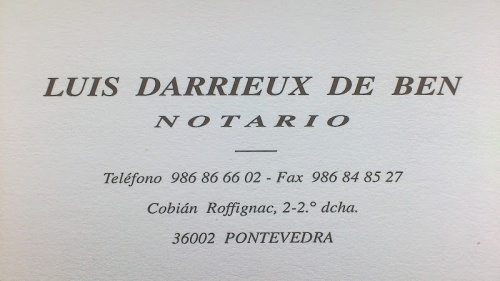 LUIS DARRIEUX DE BEN
NOTARIO
Teléfono 986 86 66 02 - Fax 986 84 85 27
Cobián Roffignac, 2-2.º dcha.
36002 PONTEVEDRA